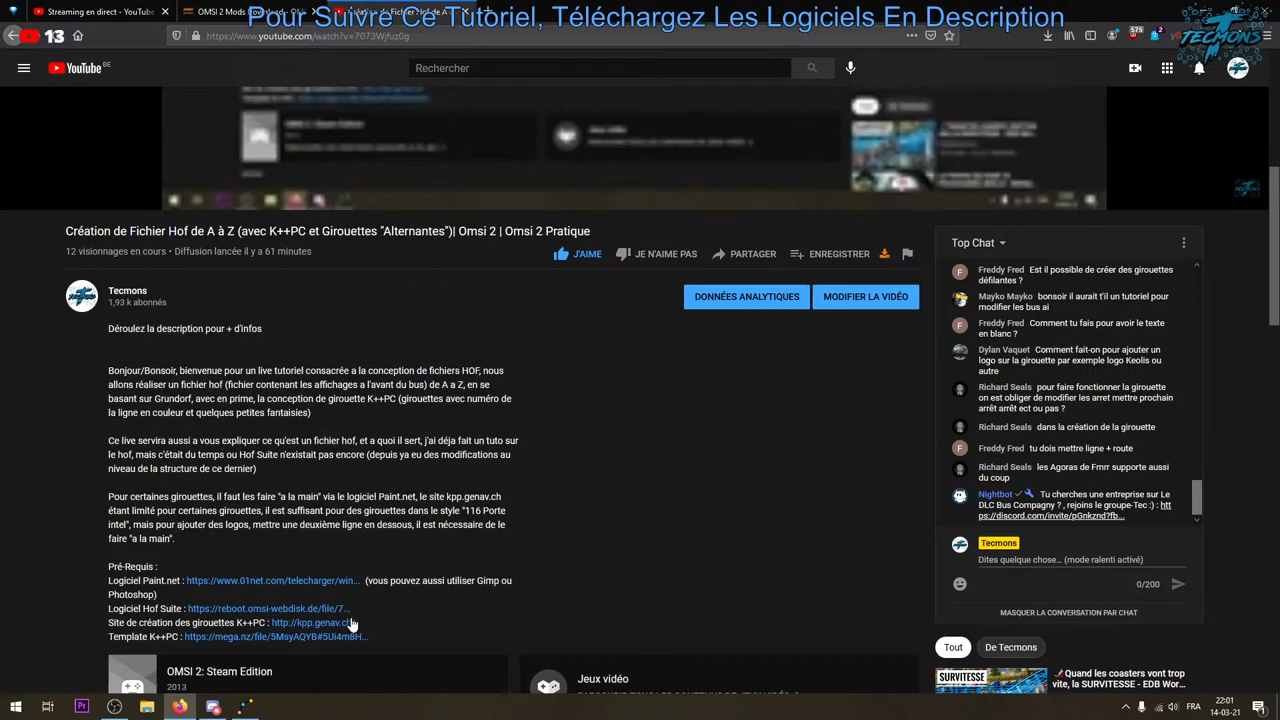 Pour Suivre Ce Tutoriel, Téléchargez Les Logiciels En Description
Streaming en direct - YouTube
13
https://www.youtube.com/watch?v=7073Wjfuz0g
TECMONS
YouTube BE
Rechercher
Création de Fichier Hof de A à Z (avec K++PC et Girouettes "Alternantes")| Omsi 2 | Omsi 2 Pratique
12 visionnages en cours • Diffusion lancée il y a 61 minutes
J'AIME
JE N'AIME PAS
PARTAGER
ENREGISTRER
Tecmons
1,93 k abonnés
DONNÉES ANALYTIQUES
MODIFIER LA VIDÉO
Déroulez la description pour + d'infos
Bonjour/Bonsoir, bienvenue pour un live tutoriel consacrée a la conception de fichiers HOF, nous
allons réaliser un fichier hof (fichier contenant les affichages a l'avant du bus) de A a Z, en se
basant sur Grundorf, avec en prime, la conception de girouette K++PC (girouettes avec numéro de
la ligne en couleur et quelques petites fantaisies)
Ce live servira aussi a vous expliquer ce qu'est un fichier hof, et a quoi il sert, j'ai déja fait un tuto sur
le hof, mais c'était du temps ou Hof Suite n'existait pas encore (depuis ya eu des modifications au
niveau de la structure de ce dernier)
Pour certaines girouettes, il faut les faire "a la main" via le logiciel Paint.net, le site kpp.genav.ch
étant limité pour certaines girouettes, il est suffisant pour des girouettes dans le style "116 Porte
intel", mais pour ajouter des logos, mettre une deuxième ligne en dessous, il est nécessaire de le
faire "a la main".
Pré-Requis :
Logiciel Paint.net : https://www.01net.com/telecharger/win... (vous pouvez aussi utiliser Gimp ou
Photoshop)
Logiciel Hof Suite : https://reboot.omsi-webdisk.de/file/7...
Site de création des girouettes K++PC : http://kpp.genav.ch
Template K++PC : https://mega.nz/file/5MsyAQYB#5Ui4m8H...
OMSI 2: Steam Edition
2013
Jeux vidéo
Top Chat
Freddy Fred Est il possible de créer des girouettes
défilantes ?
Mayko Mayko bonsoir il aurait t'il un tutoriel pour
modifier les bus ai
Freddy Fred Comment tu fais pour avoir le texte
en blanc ?
Dylan Vaquet Comment fait-on pour ajouter un
logo sur la girouette par exemple logo Keolis ou
autre
Richard Seals pour faire fonctionner la girouette
on est obliger de modifier les arret mettre prochain
arrêt arrêt ect ou pas ?
Richard Seals dans la création de la girouette
Freddy Fred tu dois mettre ligne + route
Richard Seals les Agoras de Fmrr supporte aussi
du coup
Nightbot Tu cherches une entreprise sur Le
DLC Bus Compagny ? , rejoins le groupe-Tec :) : htt
ps://discord.com/invite/pGnkznd?fb...
Tecmons
Dites quelque chose... (mode ralenti activé)
0/200
MASQUER LA CONVERSATION PAR CHAT
Tout
De Tecmons
SURVITESSE
Quand les coasters vont trop
vite, la SURVITESSE - EDB Wor...
FRA
22:01
14-03-21